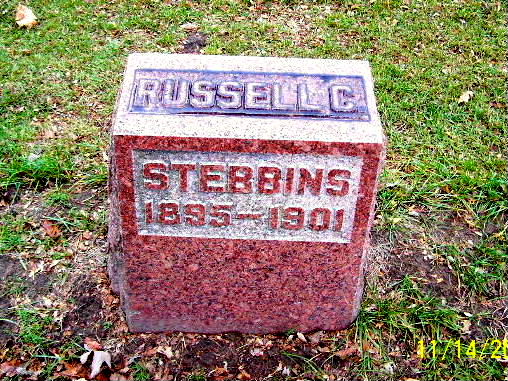 RUSSELL C
STEBBINS
1895-1901
11/14/2